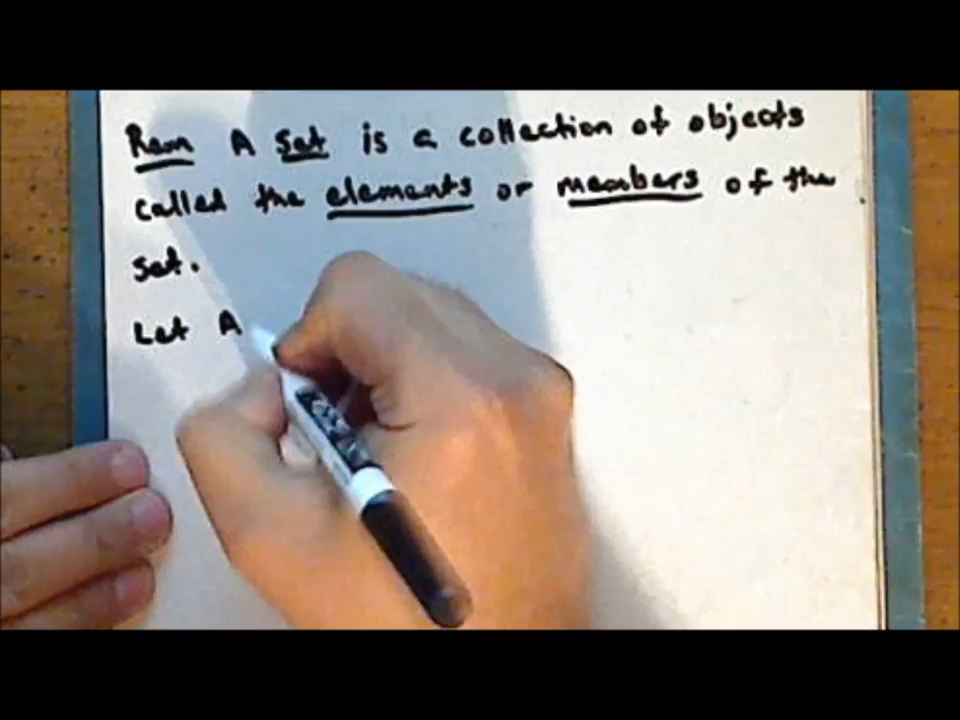 Rem A set is a collection of objects
called the elements or members of the
set.
Let A